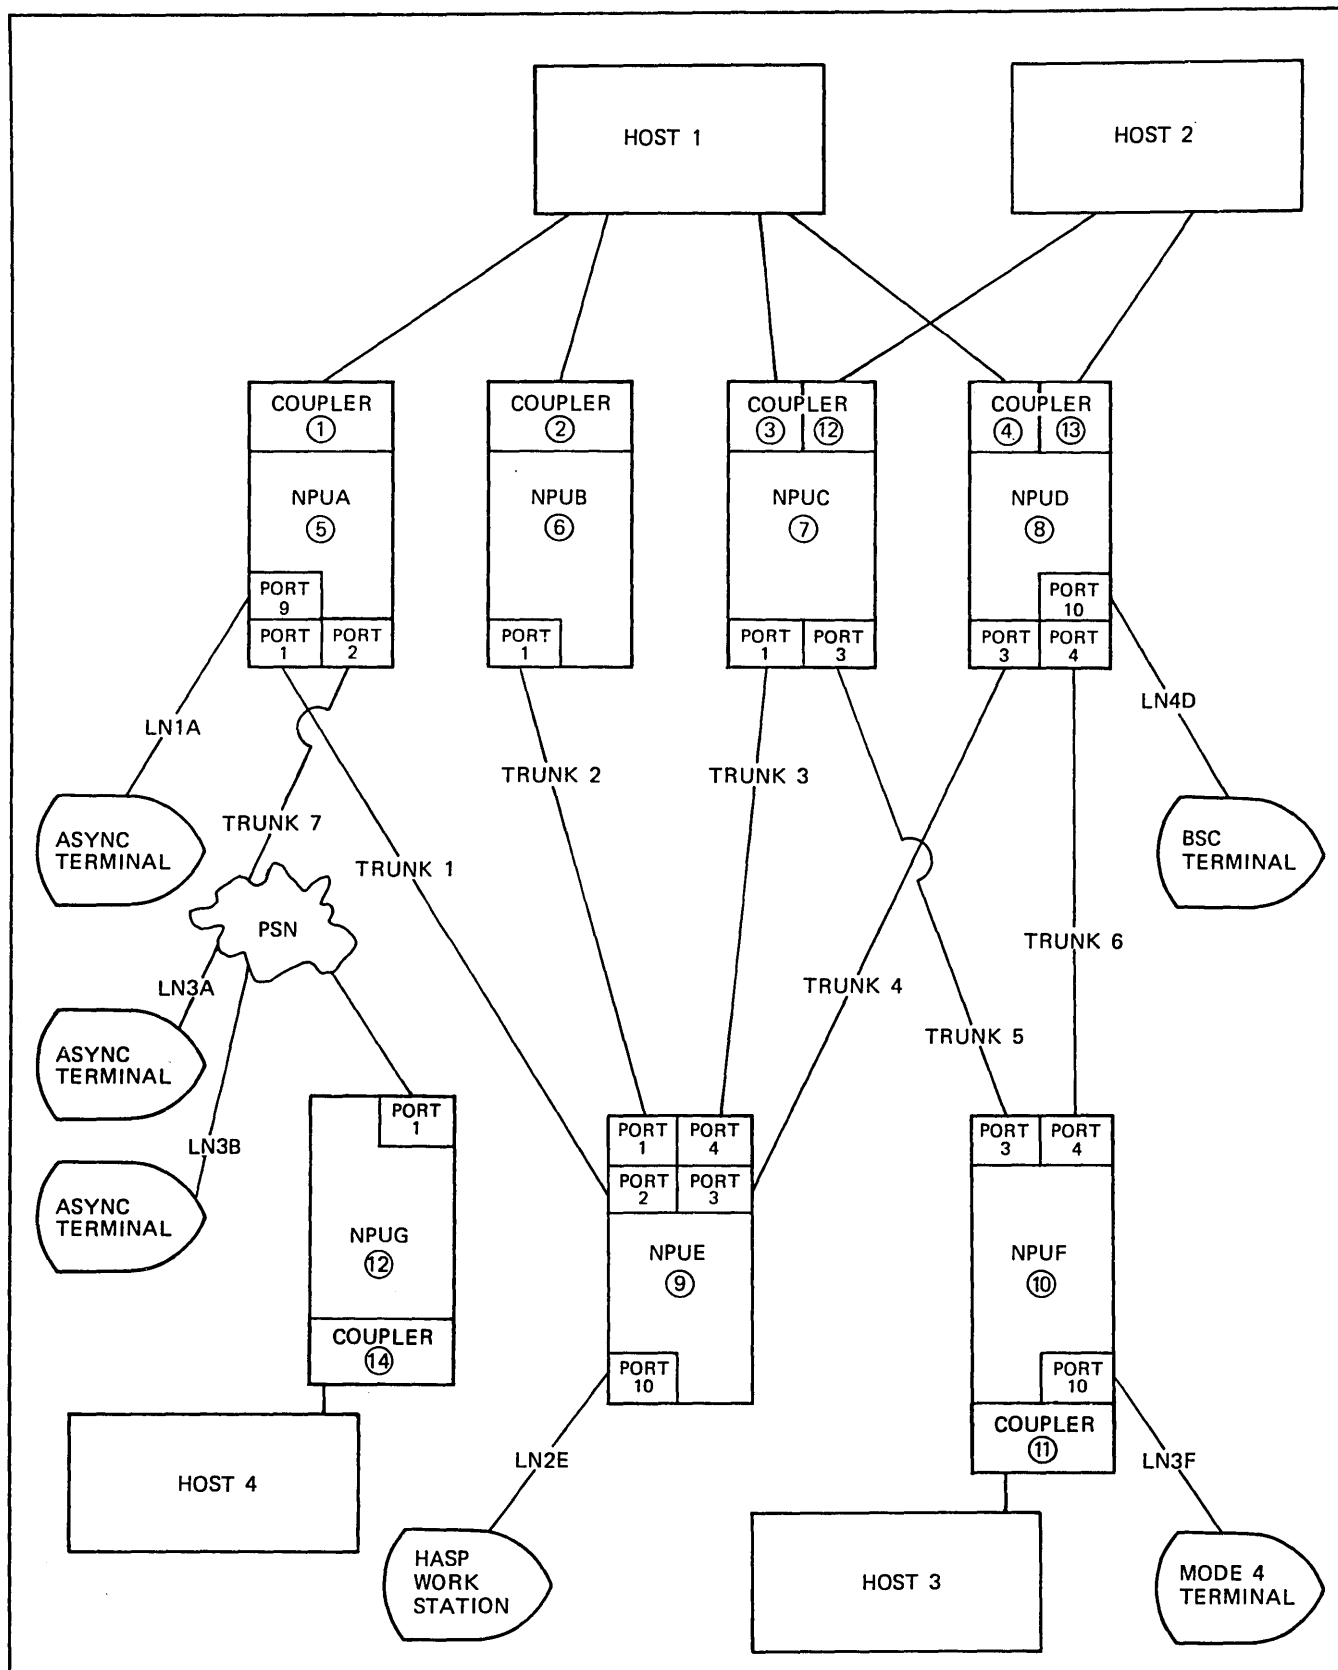 HOST 1
HOST 2
COUPLER
1
COUPLER
2
COUPLER
3 12
COUPLER
4 13
NPUA
5
NPUB
6
NPUC
7
NPUD
8
PORT
9
PORT
1
PORT
2
PORT
1
PORT
1
PORT
3
PORT
10
PORT
3
PORT
4
LN1A
LN4D
TRUNK 2
TRUNK 3
TRUNK 7
TRUNK 1
ASYNC
TERMINAL
BSC
TERMINAL
PSN
TRUNK 6
LN3A
TRUNK 4
TRUNK 5
ASYNC
TERMINAL
LN3B
ASYNC
TERMINAL
PORT
1
NPUG
12
COUPLER
14
PORT
1
PORT
4
PORT
2
PORT
3
NPUE
9
PORT
10
PORT
3
PORT
4
NPUF
10
PORT
10
COUPLER
11
LN2E
LN3F
HOST 4
HASP
WORK
STATION
HOST 3
MODE 4
TERMINAL